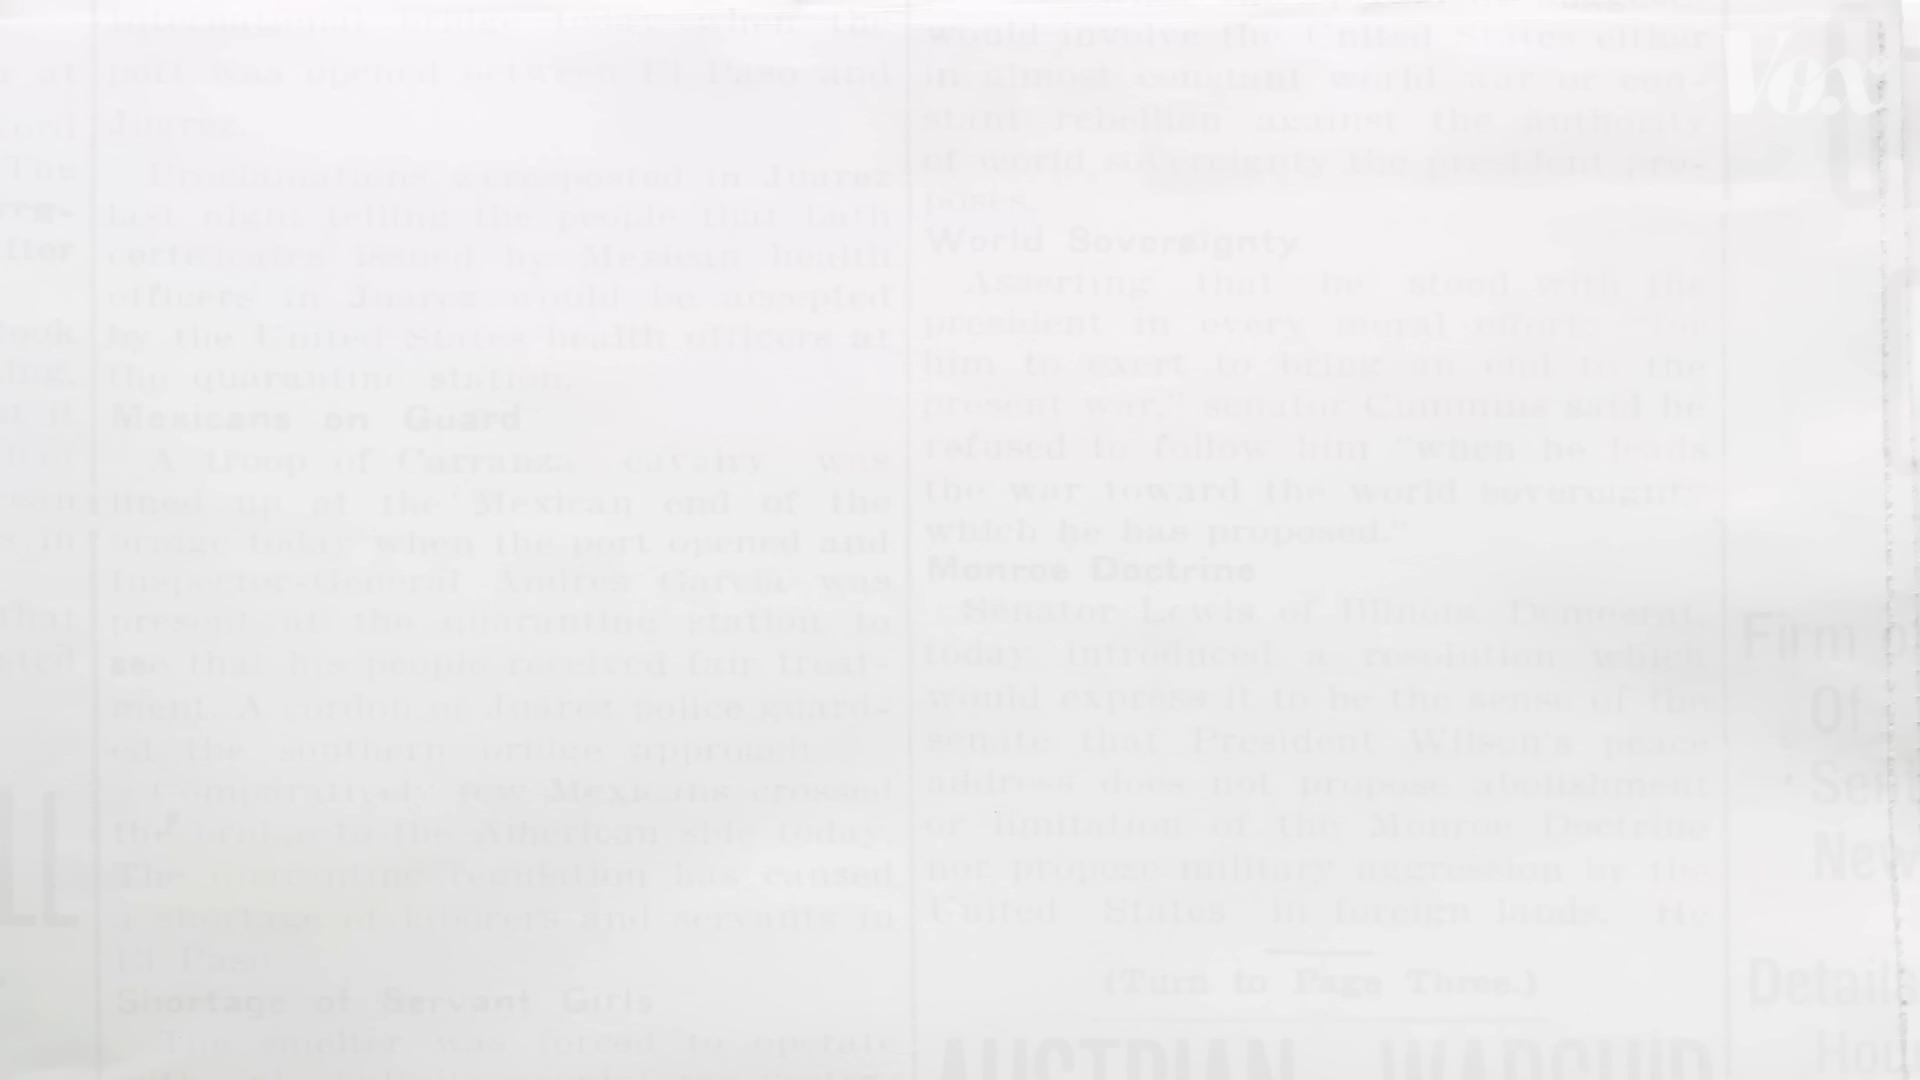 International bridge today when the
port was opened between El Paso and
Juarez.
Proclamations were posted in Juarez
last night telling the people that bath
certificates issued by Mexican health
officers in Juarez would be accepted
by the United States health officers at
the quarantine station.
Mexicans on Guard
A troop of Carranza cavalry was
lined up at the Mexican end of the
bridge today when the port opened and
Inspector-General Andres Garcia was
present at the quarantine station to
see that his people received fair treat-
ment. A cordon of Juarez police guard-
ed the southern bridge approach.
Comparatively few Mexicans crossed
the bridge to the American side today.
The quarantine regulation has caused
a shortage of laborers and servants in
El Paso
Shortage of Servant Girls
The smelter was forced to operate
would involve the United States either
in almost constant world war or con-
stant rebellion against the authority
of world sovereignty the president pro-
poses.
World Sovereignty
Asserting that he stood with the
president in every moral effort "for
him to exert to bring an end to the
present war," senator Cummins said he
refused to follow him "when he leads
the war toward the world sovereignty
which he has proposed."
Monroe Doctrine
Senator Lewis of Illinois, Democrat,
today introduced a resolution which
would express it to be the sense of the
senate that President Wilson's peace
address does not propose abolishment
or limitation of the Monroe Doctrine
nor propose military aggression by the
United States in foreign lands. He
(Turn to Page Three.)
AUSTRIAN WARSHIP
Vox
Firm
Of
New
Details